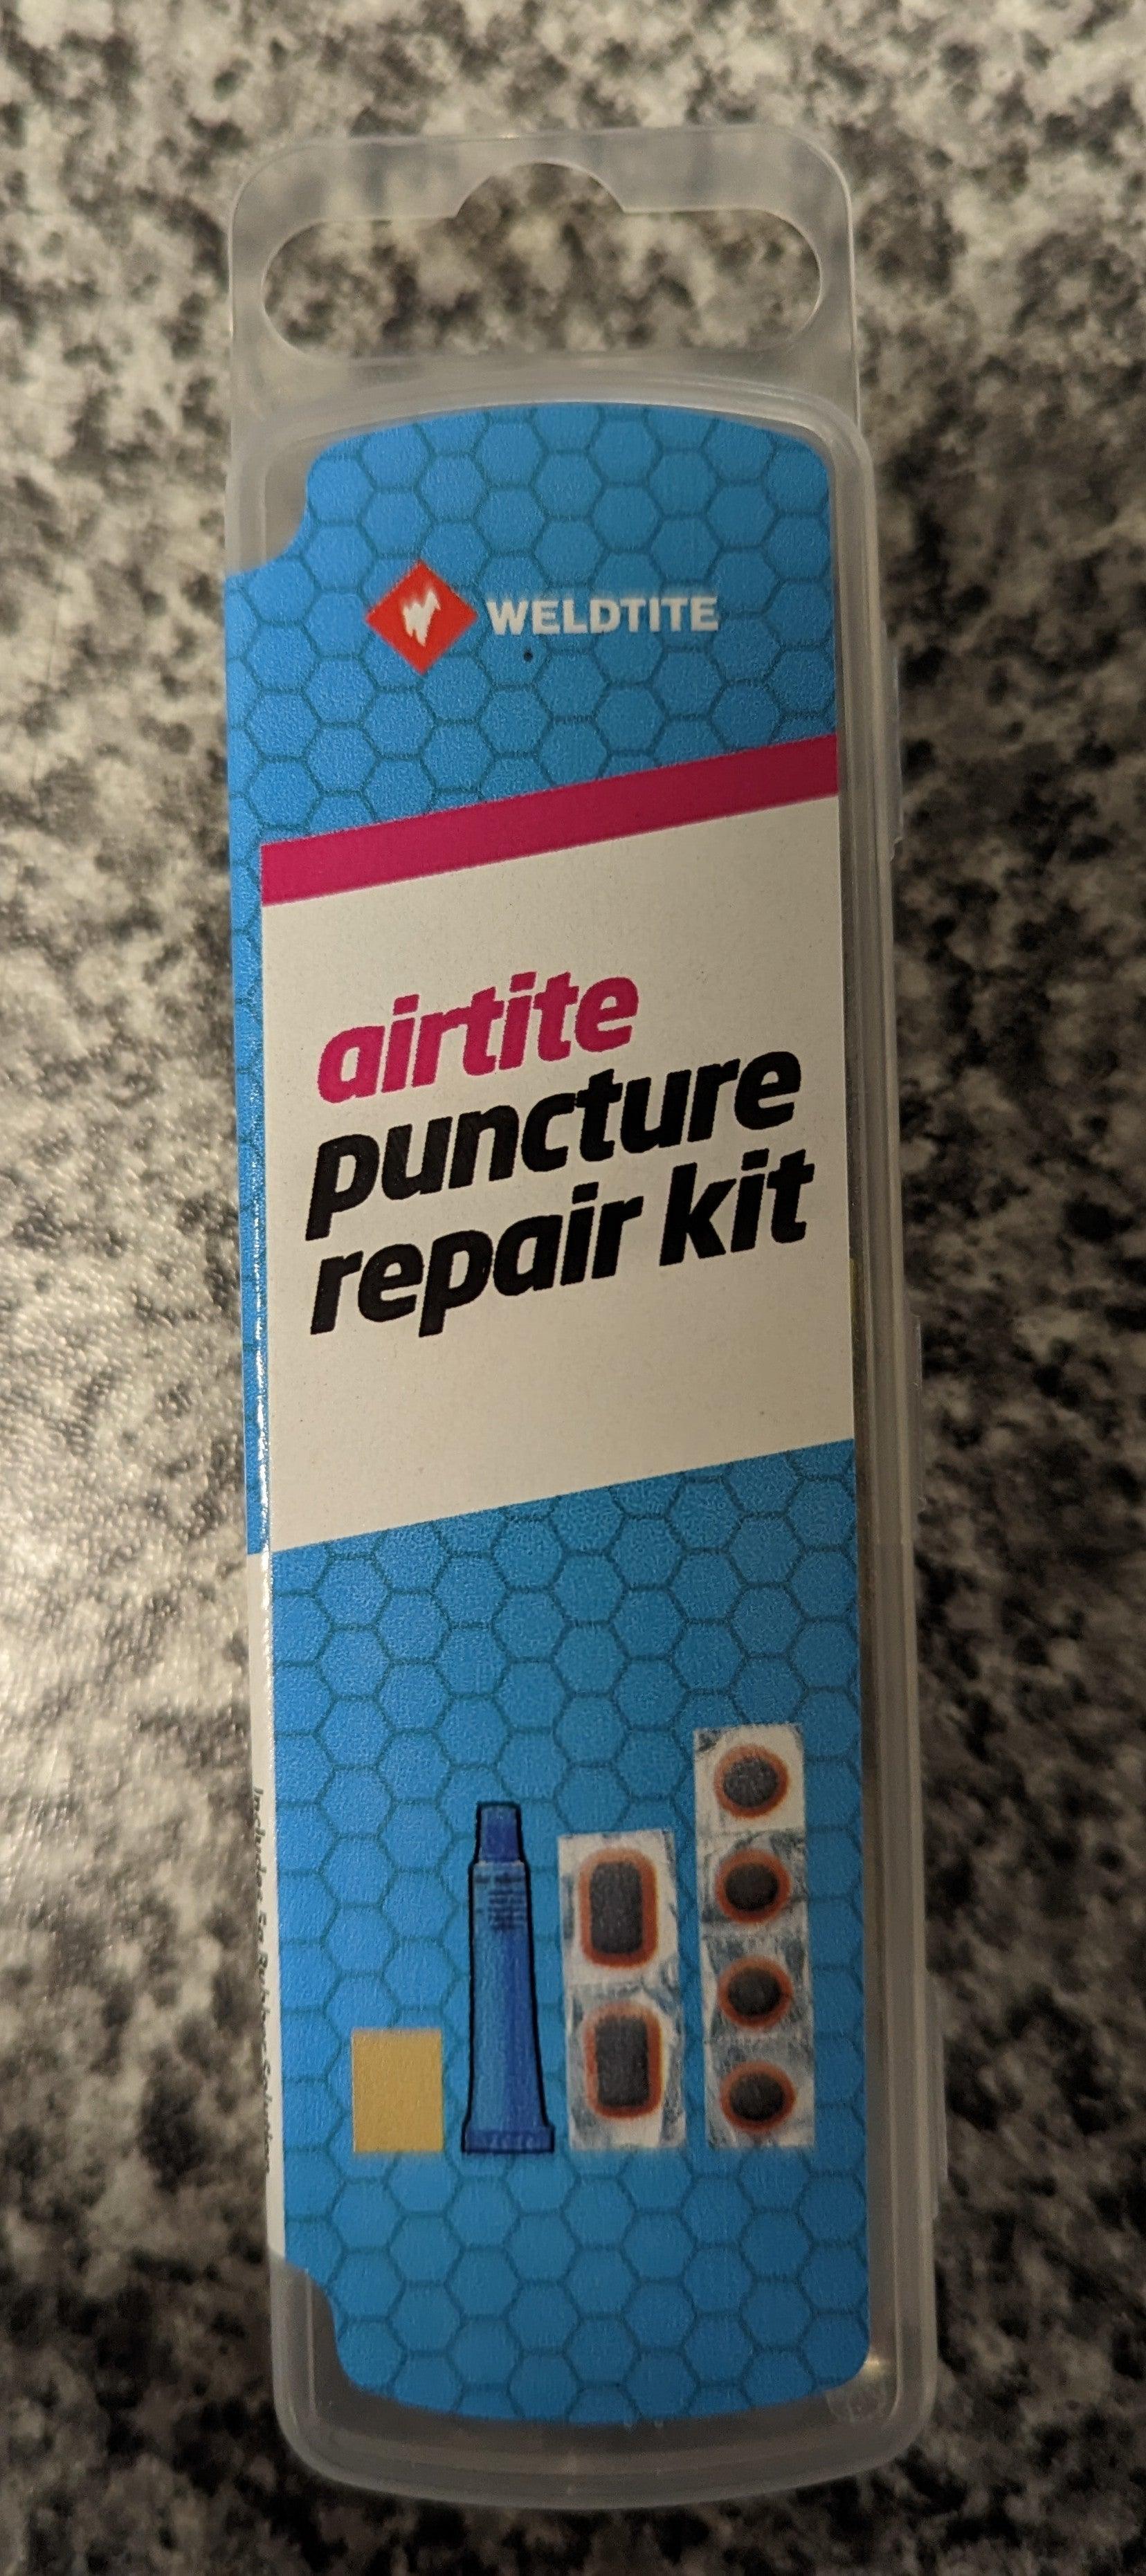 WELDTITE
airtite
puncture
repair kit